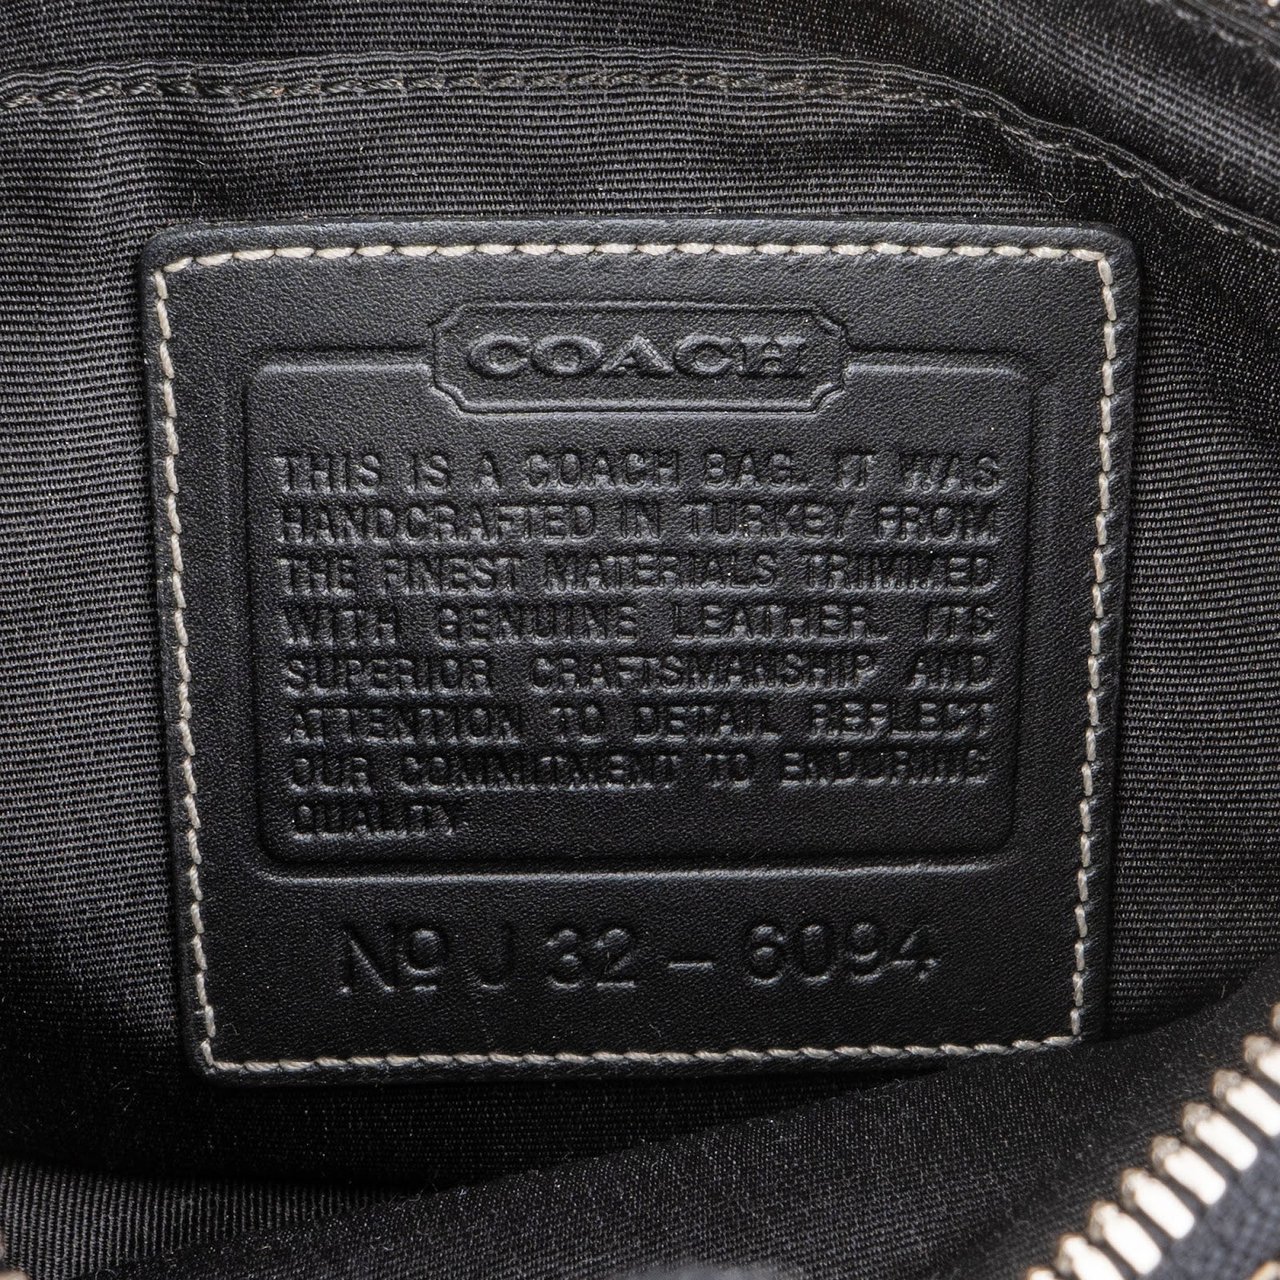 COACH
THIS IS A COACH BAG. IT WAS
HANDCRAFTED IN TURKEY FROM
THE FINEST MATERIALS TRIMMED
WITH GENUINE LEATHER. ITS
SUPERIOR CRAFTSMANSHIP AND
ATTENTION TO DETAIL REFLECT
OUR COMMITMENT TO ENDURING
QUALITY.
Nº J32-6094